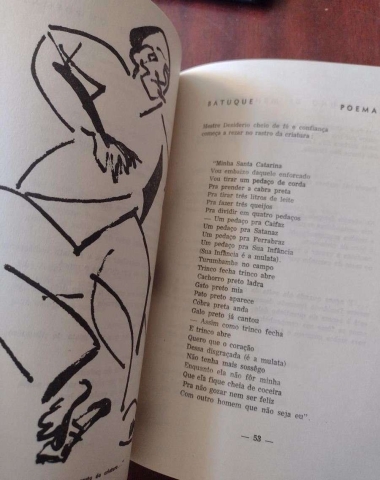 BATUQUE POEMA
Mestre Desidério cheio de fé e confiança
começa a rezar no rastro da criatura:
"Minha Santa Catarina
Vou embaixo daquele enforcado
Vou tirar um pedaço de corda
Pra prender a cabra preta
Pra tirar três litros de leite
Pra fazer três queijos
Pra dividir em quatro pedaços
— Um pedaço pra Caifaz
Um pedaço pra Satanaz
Um pedaço pra Ferrabraz
Um pedaço pra Sua Infância
(Sua Infância é a mulata).
Turumbamba no campo
Trinco fecha trinco abre
Cachorro preto ladra
Gato preto mia
Pato preto aparece
Cobra preta anda
Galo preto já cantou
— Assim como trinco fecha
E trinco abre
Quero que o coração
Dessa disgraçada (é a mulata)
Não tenha mais sossêgo
Enquanto ela não fôr minha
Que ela fique cheia de coceira
Pra não gozar nem ser feliz
Com outro homem que não seja eu".
— 53 —